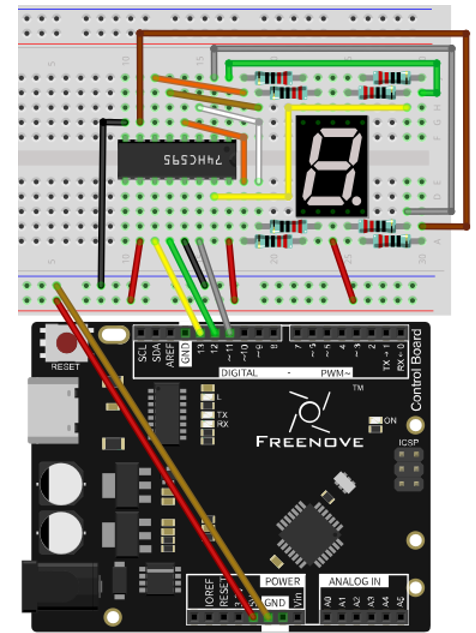 5
10
15
20
25
30
H
G
E
D
A
74HC595
5
10
15
20
25
30
RESET
SCL
SDA
AREF
GND
13
12
~11
~10
~9
8
7
~6
~5
4
~3
2
TX→1
RX←0
DIGITAL - PWM~
Control Board
L
TX
RX
™
FREENOVE
ON
ICSP
POWER
ANALOG IN
IOREF
RESET
GND
Vin
A0
A1
A2
A3
A4
A5